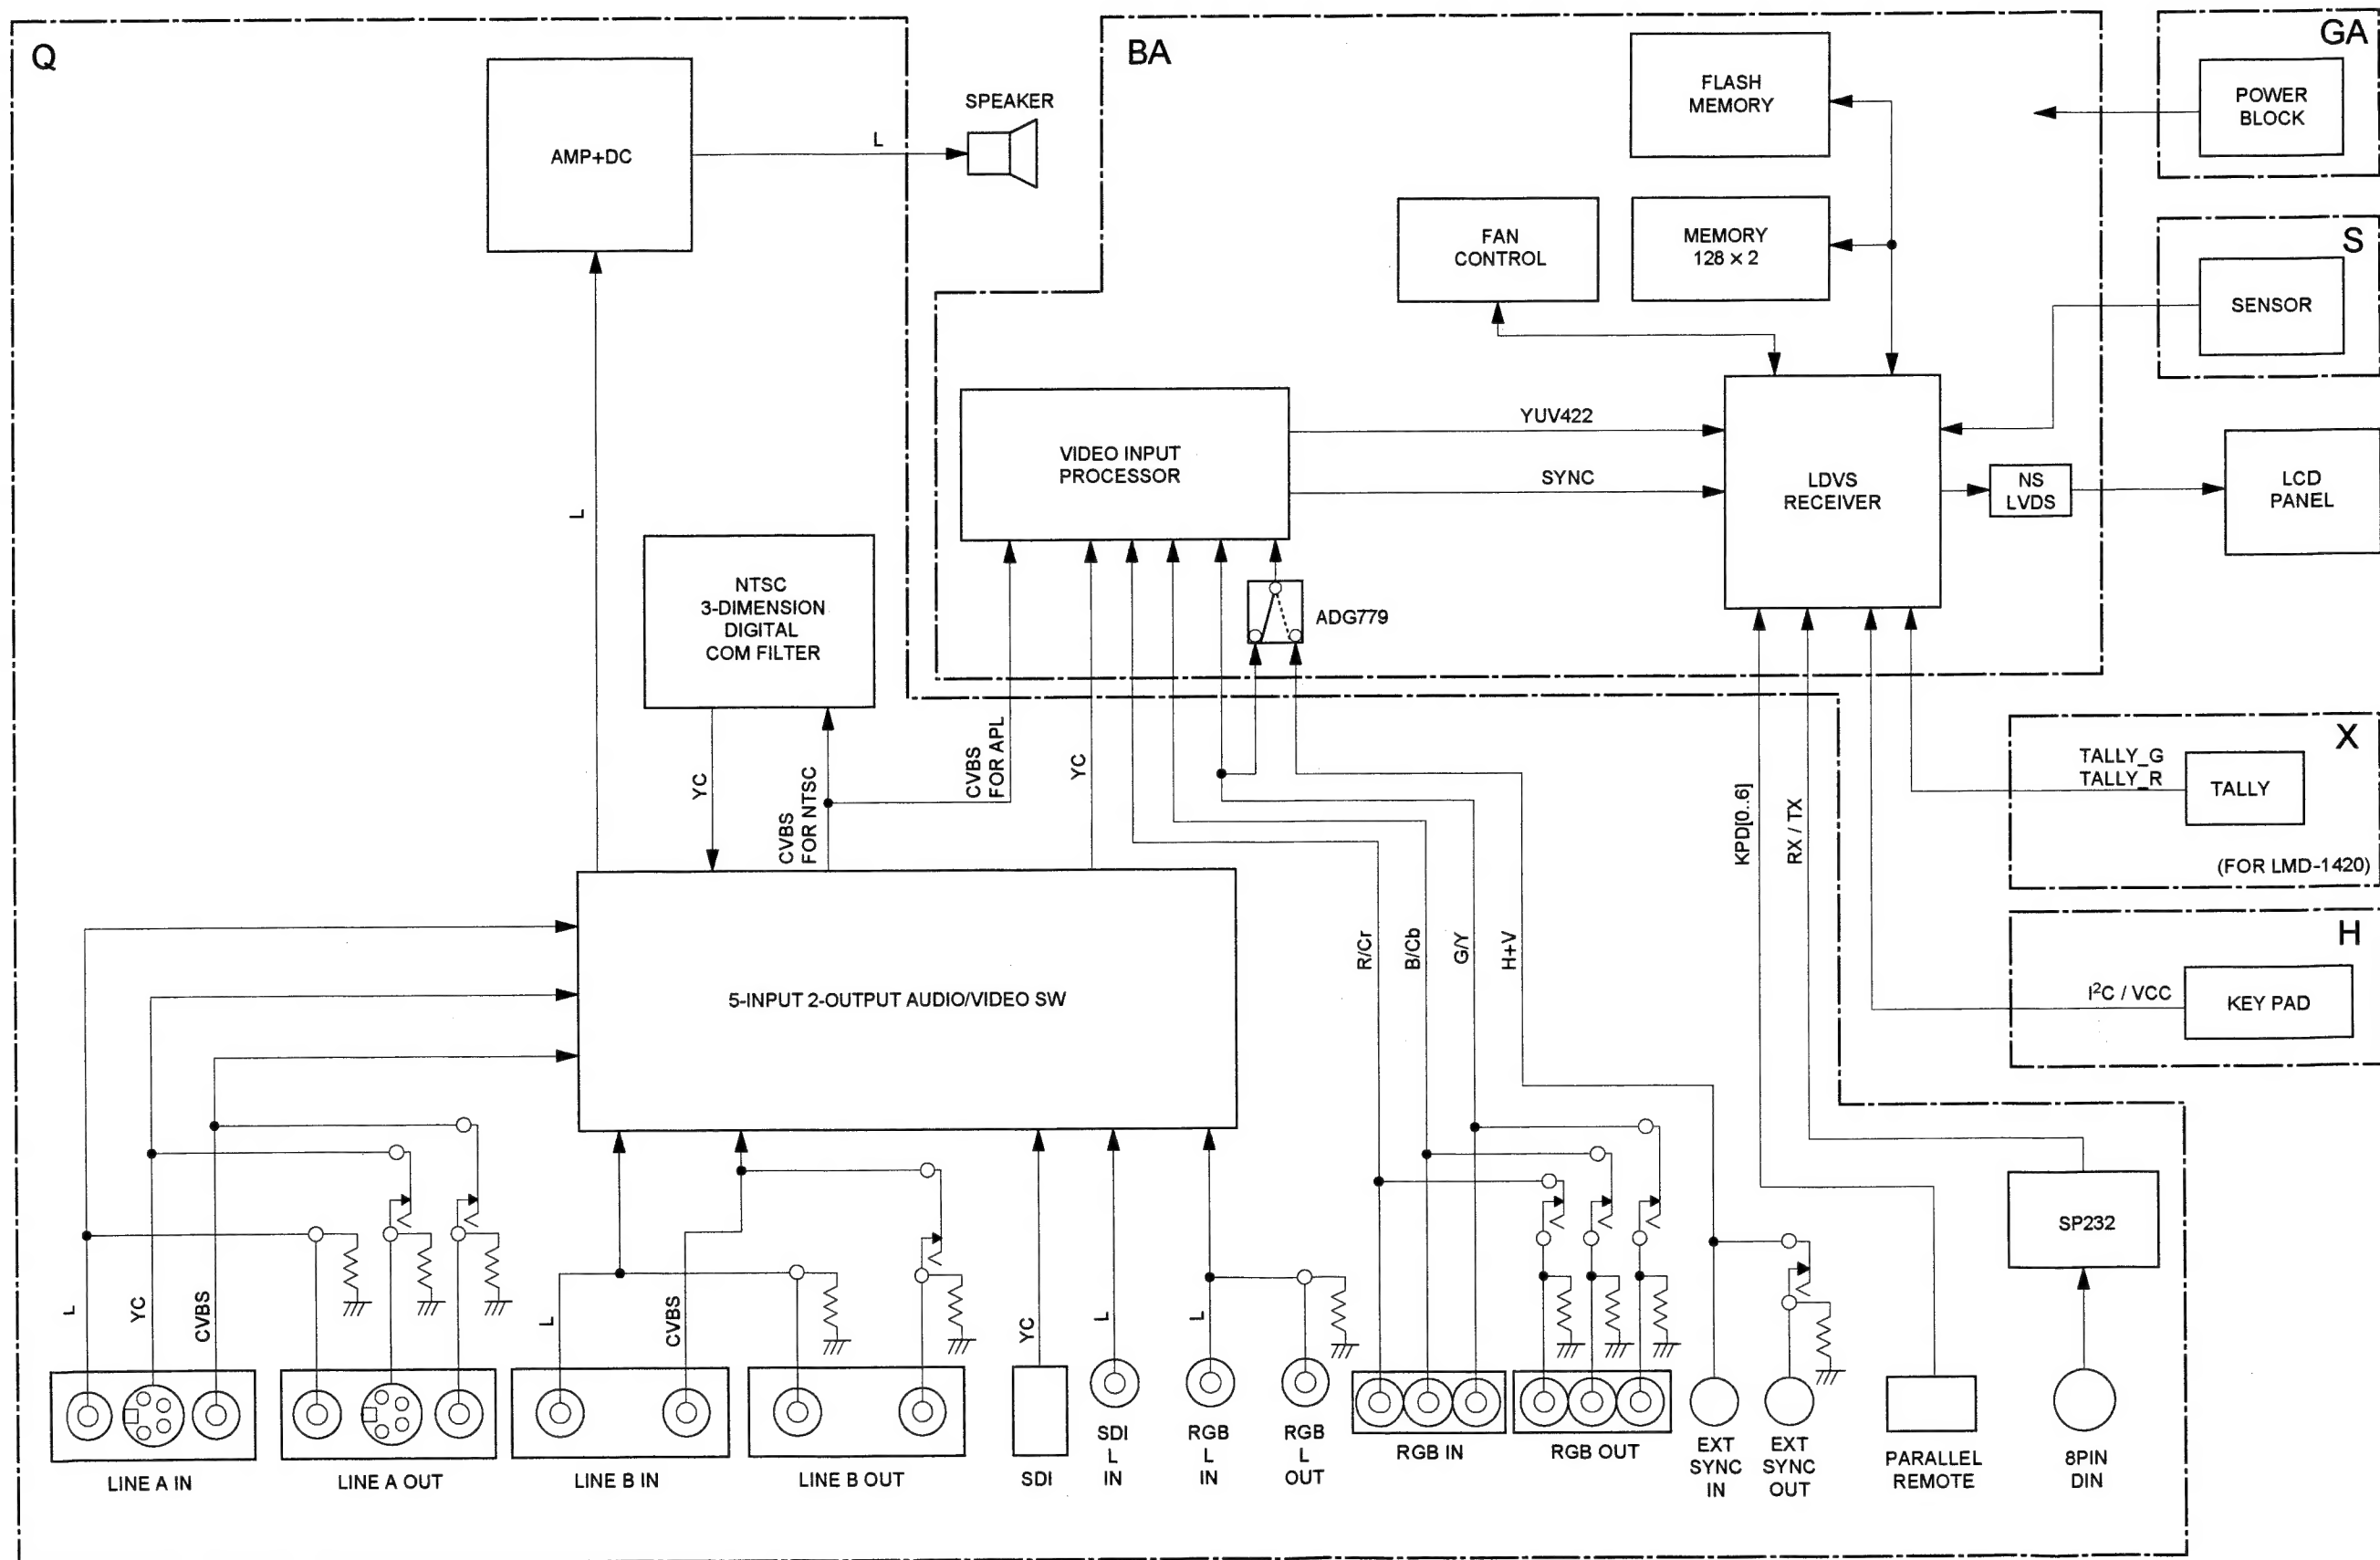 Q
BA
GA
FLASH
MEMORY
POWER
BLOCK
SPEAKER
L
AMP+DC
S
FAN
CONTROL
MEMORY
128 × 2
SENSOR
YUV422
VIDEO INPUT
PROCESSOR
SYNC
LDVS
RECEIVER
NS
LVDS
LCD
PANEL
L
NTSC
3-DIMENSION
DIGITAL
COM FILTER
ADG779
YC
CVBS
FOR NTSC
CVBS
FOR APL
YC
KPD[0..6]
RX / TX
X
TALLY_G
TALLY_R
TALLY
(FOR LMD-1420)
R/Cr
B/Cb
G/Y
H+V
H
I²C / VCC
KEY PAD
5-INPUT 2-OUTPUT AUDIO/VIDEO SW
SP232
L
YC
CVBS
L
CVBS
YC
L
L
LINE A IN
LINE A OUT
LINE B IN
LINE B OUT
SDI
SDI
L
IN
RGB
L
IN
RGB
L
OUT
RGB IN
RGB OUT
EXT
SYNC
IN
EXT
SYNC
OUT
PARALLEL
REMOTE
8PIN
DIN